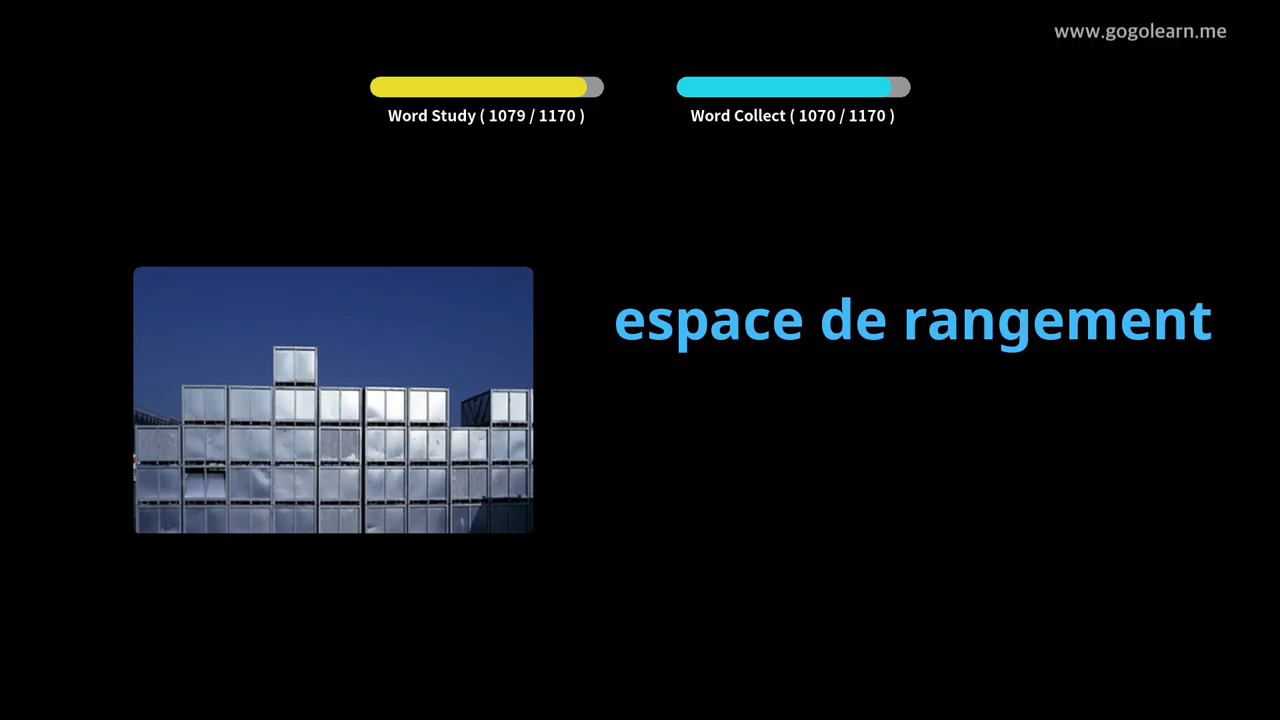 www.gogolearn.me
Word Study ( 1079 / 1170 )
Word Collect ( 1070 / 1170 )
espace de rangement